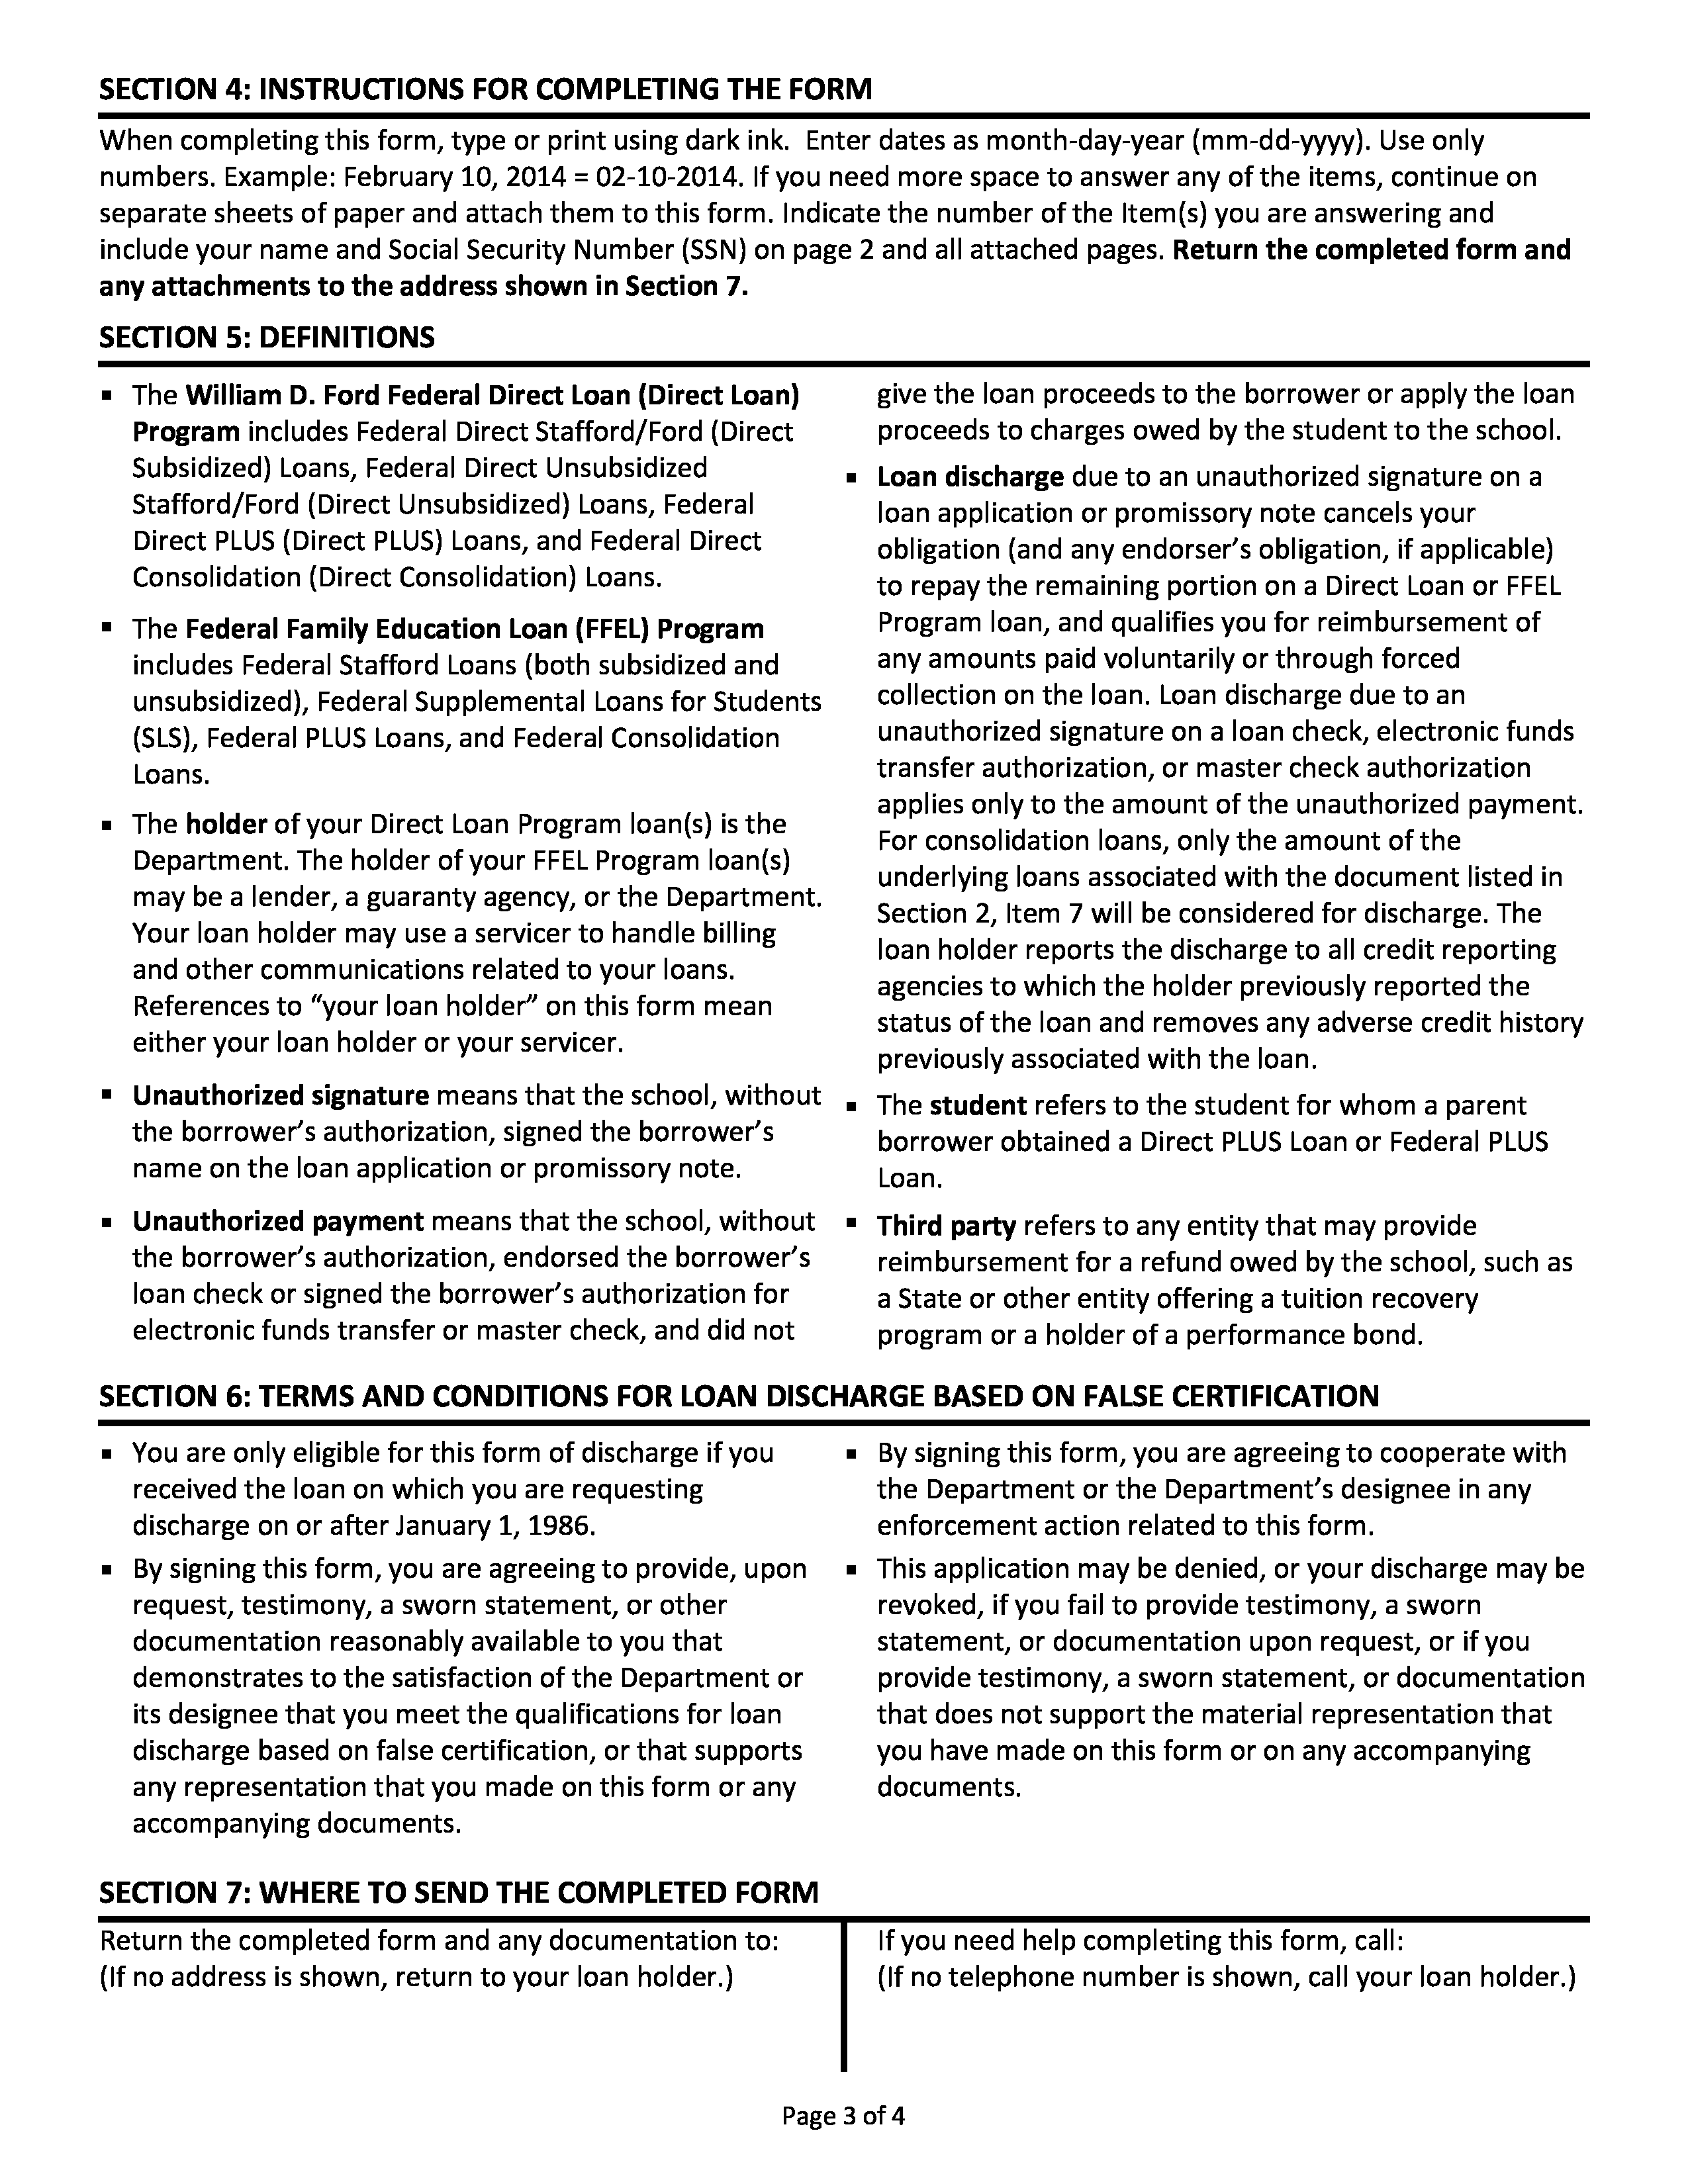 SECTION 4: INSTRUCTIONS FOR COMPLETING THE FORM
When completing this form, type or print using dark ink.  Enter dates as month-day-year (mm-dd-yyyy). Use only
numbers. Example: February 10, 2014 = 02-10-2014. If you need more space to answer any of the items, continue on
separate sheets of paper and attach them to this form. Indicate the number of the Item(s) you are answering and
include your name and Social Security Number (SSN) on page 2 and all attached pages. Return the completed form and
any attachments to the address shown in Section 7.
SECTION 5: DEFINITIONS
▪ The William D. Ford Federal Direct Loan (Direct Loan)
Program includes Federal Direct Stafford/Ford (Direct
Subsidized) Loans, Federal Direct Unsubsidized
Stafford/Ford (Direct Unsubsidized) Loans, Federal
Direct PLUS (Direct PLUS) Loans, and Federal Direct
Consolidation (Direct Consolidation) Loans.
▪ The Federal Family Education Loan (FFEL) Program
includes Federal Stafford Loans (both subsidized and
unsubsidized), Federal Supplemental Loans for Students
(SLS), Federal PLUS Loans, and Federal Consolidation
Loans.
▪ The holder of your Direct Loan Program loan(s) is the
Department. The holder of your FFEL Program loan(s)
may be a lender, a guaranty agency, or the Department.
Your loan holder may use a servicer to handle billing
and other communications related to your loans.
References to “your loan holder” on this form mean
either your loan holder or your servicer.
▪ Unauthorized signature means that the school, without
the borrower’s authorization, signed the borrower’s
name on the loan application or promissory note.
▪ Unauthorized payment means that the school, without
the borrower’s authorization, endorsed the borrower’s
loan check or signed the borrower’s authorization for
electronic funds transfer or master check, and did not
give the loan proceeds to the borrower or apply the loan
proceeds to charges owed by the student to the school.
▪ Loan discharge due to an unauthorized signature on a
loan application or promissory note cancels your
obligation (and any endorser’s obligation, if applicable)
to repay the remaining portion on a Direct Loan or FFEL
Program loan, and qualifies you for reimbursement of
any amounts paid voluntarily or through forced
collection on the loan. Loan discharge due to an
unauthorized signature on a loan check, electronic funds
transfer authorization, or master check authorization
applies only to the amount of the unauthorized payment.
For consolidation loans, only the amount of the
underlying loans associated with the document listed in
Section 2, Item 7 will be considered for discharge. The
loan holder reports the discharge to all credit reporting
agencies to which the holder previously reported the
status of the loan and removes any adverse credit history
previously associated with the loan.
▪ The student refers to the student for whom a parent
borrower obtained a Direct PLUS Loan or Federal PLUS
Loan.
▪ Third party refers to any entity that may provide
reimbursement for a refund owed by the school, such as
a State or other entity offering a tuition recovery
program or a holder of a performance bond.
SECTION 6: TERMS AND CONDITIONS FOR LOAN DISCHARGE BASED ON FALSE CERTIFICATION
▪ You are only eligible for this form of discharge if you
received the loan on which you are requesting
discharge on or after January 1, 1986.
▪ By signing this form, you are agreeing to provide, upon
request, testimony, a sworn statement, or other
documentation reasonably available to you that
demonstrates to the satisfaction of the Department or
its designee that you meet the qualifications for loan
discharge based on false certification, or that supports
any representation that you made on this form or any
accompanying documents.
▪ By signing this form, you are agreeing to cooperate with
the Department or the Department’s designee in any
enforcement action related to this form.
▪ This application may be denied, or your discharge may be
revoked, if you fail to provide testimony, a sworn
statement, or documentation upon request, or if you
provide testimony, a sworn statement, or documentation
that does not support the material representation that
you have made on this form or on any accompanying
documents.
SECTION 7: WHERE TO SEND THE COMPLETED FORM
Return the completed form and any documentation to:
(If no address is shown, return to your loan holder.)
If you need help completing this form, call:
(If no telephone number is shown, call your loan holder.)
Page 3 of 4